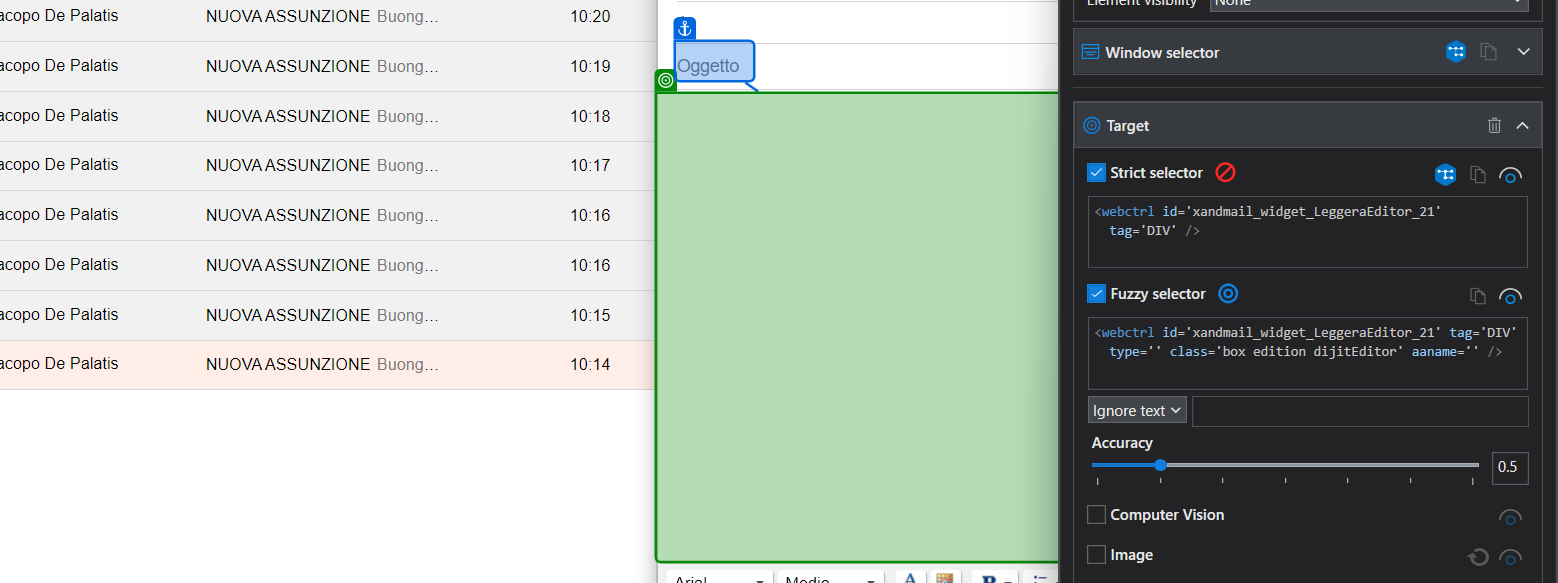 acopo De Palatis NUOVA ASSUNZIONE Buong... 10:20
acopo De Palatis NUOVA ASSUNZIONE Buong... 10:19
acopo De Palatis NUOVA ASSUNZIONE Buong... 10:18
acopo De Palatis NUOVA ASSUNZIONE Buong... 10:17
acopo De Palatis NUOVA ASSUNZIONE Buong... 10:16
acopo De Palatis NUOVA ASSUNZIONE Buong... 10:16
acopo De Palatis NUOVA ASSUNZIONE Buong... 10:15
acopo De Palatis NUOVA ASSUNZIONE Buong... 10:14
Oggetto
Arial
Medio
A
B
Element visibility None
Window selector
Target
Strict selector
<webctrl id='xandmail_widget_LeggeraEditor_21'
tag='DIV' />
Fuzzy selector
<webctrl id='xandmail_widget_LeggeraEditor_21' tag='DIV'
type='' class='box edition dijitEditor' aaname='' />
Ignore text
Accuracy
0.5
Computer Vision
Image